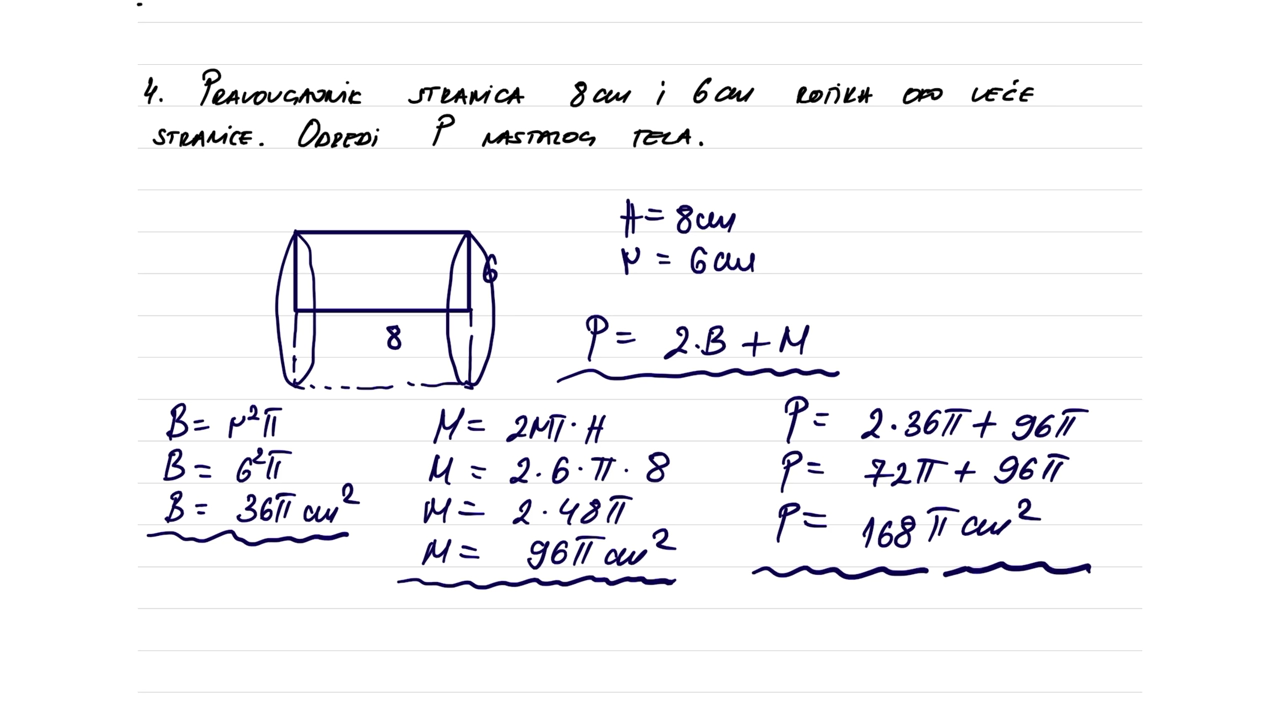 4. PRAVOUGAONIK STRANICA 8cm i 6cm ROTIRA OKO VEĆE
STRANICE. ODREDI P NASTALOG TELA.
H = 8cm
r = 6cm
6
8
P = 2·B + M
B = r²π
B = 6²π
B = 36π cm²
M = 2rπ·H
M = 2·6·π·8
M = 2·48π
M = 96π cm²
P = 2·36π + 96π
P = 72π + 96π
P = 168π cm²